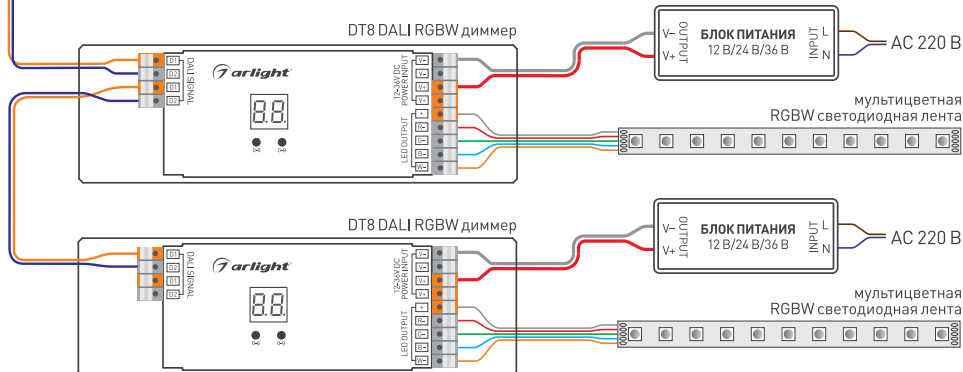 DT8 DALI RGBW диммер
D1
D2
D1
D2
DALI SIGNAL
arlight
88.
12-36V DC
POWER INPUT
V-
V-
V+
V+
LED OUTPUT
+
R-
G-
B-
W-
V-
V+
OUTPUT
БЛОК ПИТАНИЯ
12 В/24 В/36 В
INPUT
L
N
AC 220 В
мультицветная
RGBW светодиодная лента
DT8 DALI RGBW диммер
D1
D2
D1
D2
DALI SIGNAL
arlight
88.
12-36V DC
POWER INPUT
V-
V-
V+
V+
LED OUTPUT
+
R-
G-
B-
W-
V-
V+
OUTPUT
БЛОК ПИТАНИЯ
12 В/24 В/36 В
INPUT
L
N
AC 220 В
мультицветная
RGBW светодиодная лента